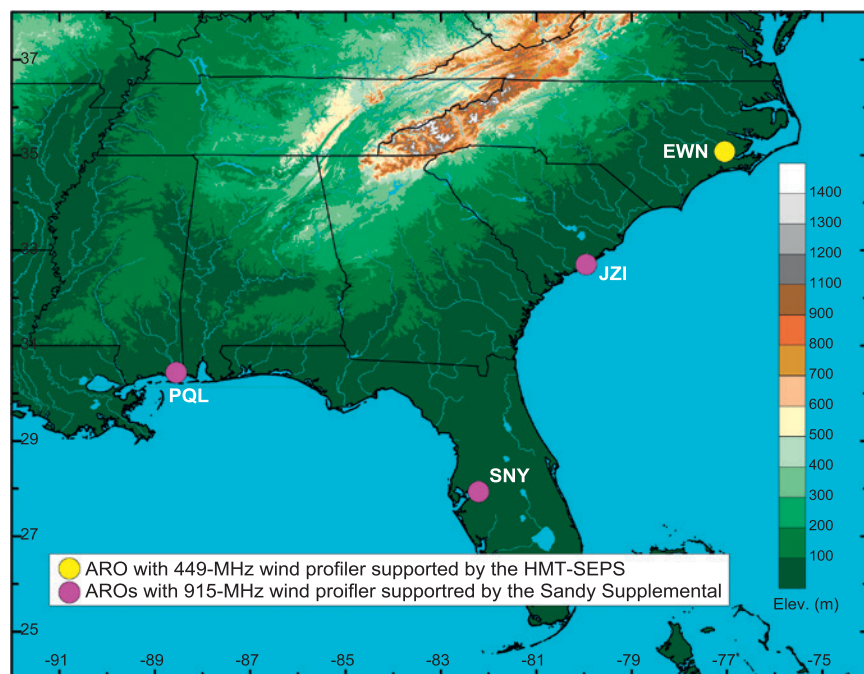 37
35
33
31
29
27
25
EWN
JZI
PQL
SNY
1400
1300
1200
1100
900
800
700
600
500
400
300
200
100
Elev. (m)
ARO with 449-MHz wind profiler supported by the HMT-SEPS
AROs with 915-MHz wind proifler supportred by the Sandy Supplemental
-91 -89 -87 -85 -83 -81 -79 -77 -75